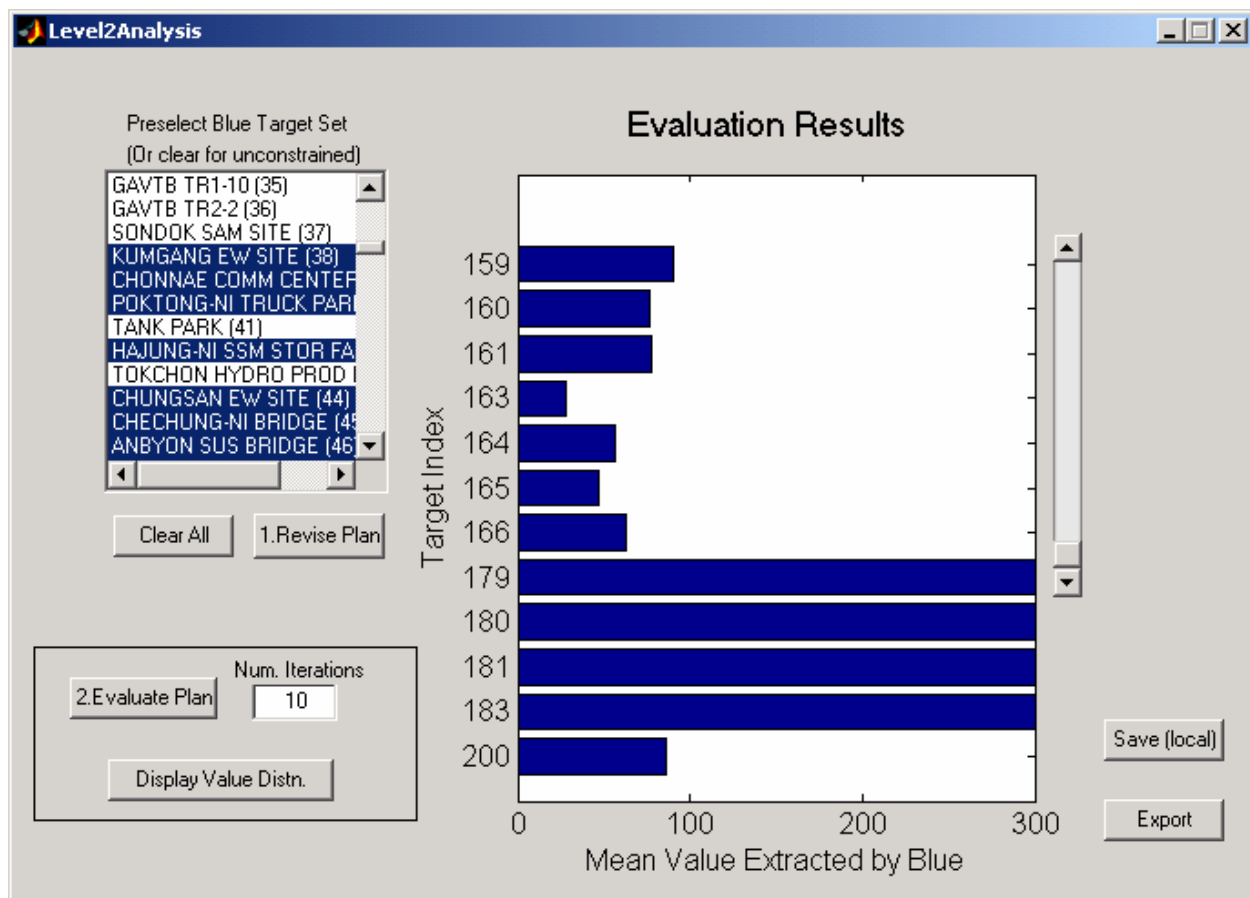 Level2Analysis
Preselect Blue Target Set
(Or clear for unconstrained)
GAVTB TR1-10 (35)
GAVTB TR2-2 (36)
SONDOK SAM SITE (37)
KUMGANG EW SITE (38)
CHONNAE COMM CENTER
POKTONG-NI TRUCK PARK
TANK PARK (41)
HAJUNG-NI SSM STOR FA
TOKCHON HYDRO PROD
CHUNGSAN EW SITE (44)
CHECHUNG-NI BRIDGE (45
ANBYON SUS BRIDGE (46)
Clear All
1.Revise Plan
Num. Iterations
2.Evaluate Plan
10
Display Value Distn.
Evaluation Results
Target Index
159
160
161
163
164
165
166
179
180
181
183
200
0 100 200 300
Mean Value Extracted by Blue
Save (local)
Export